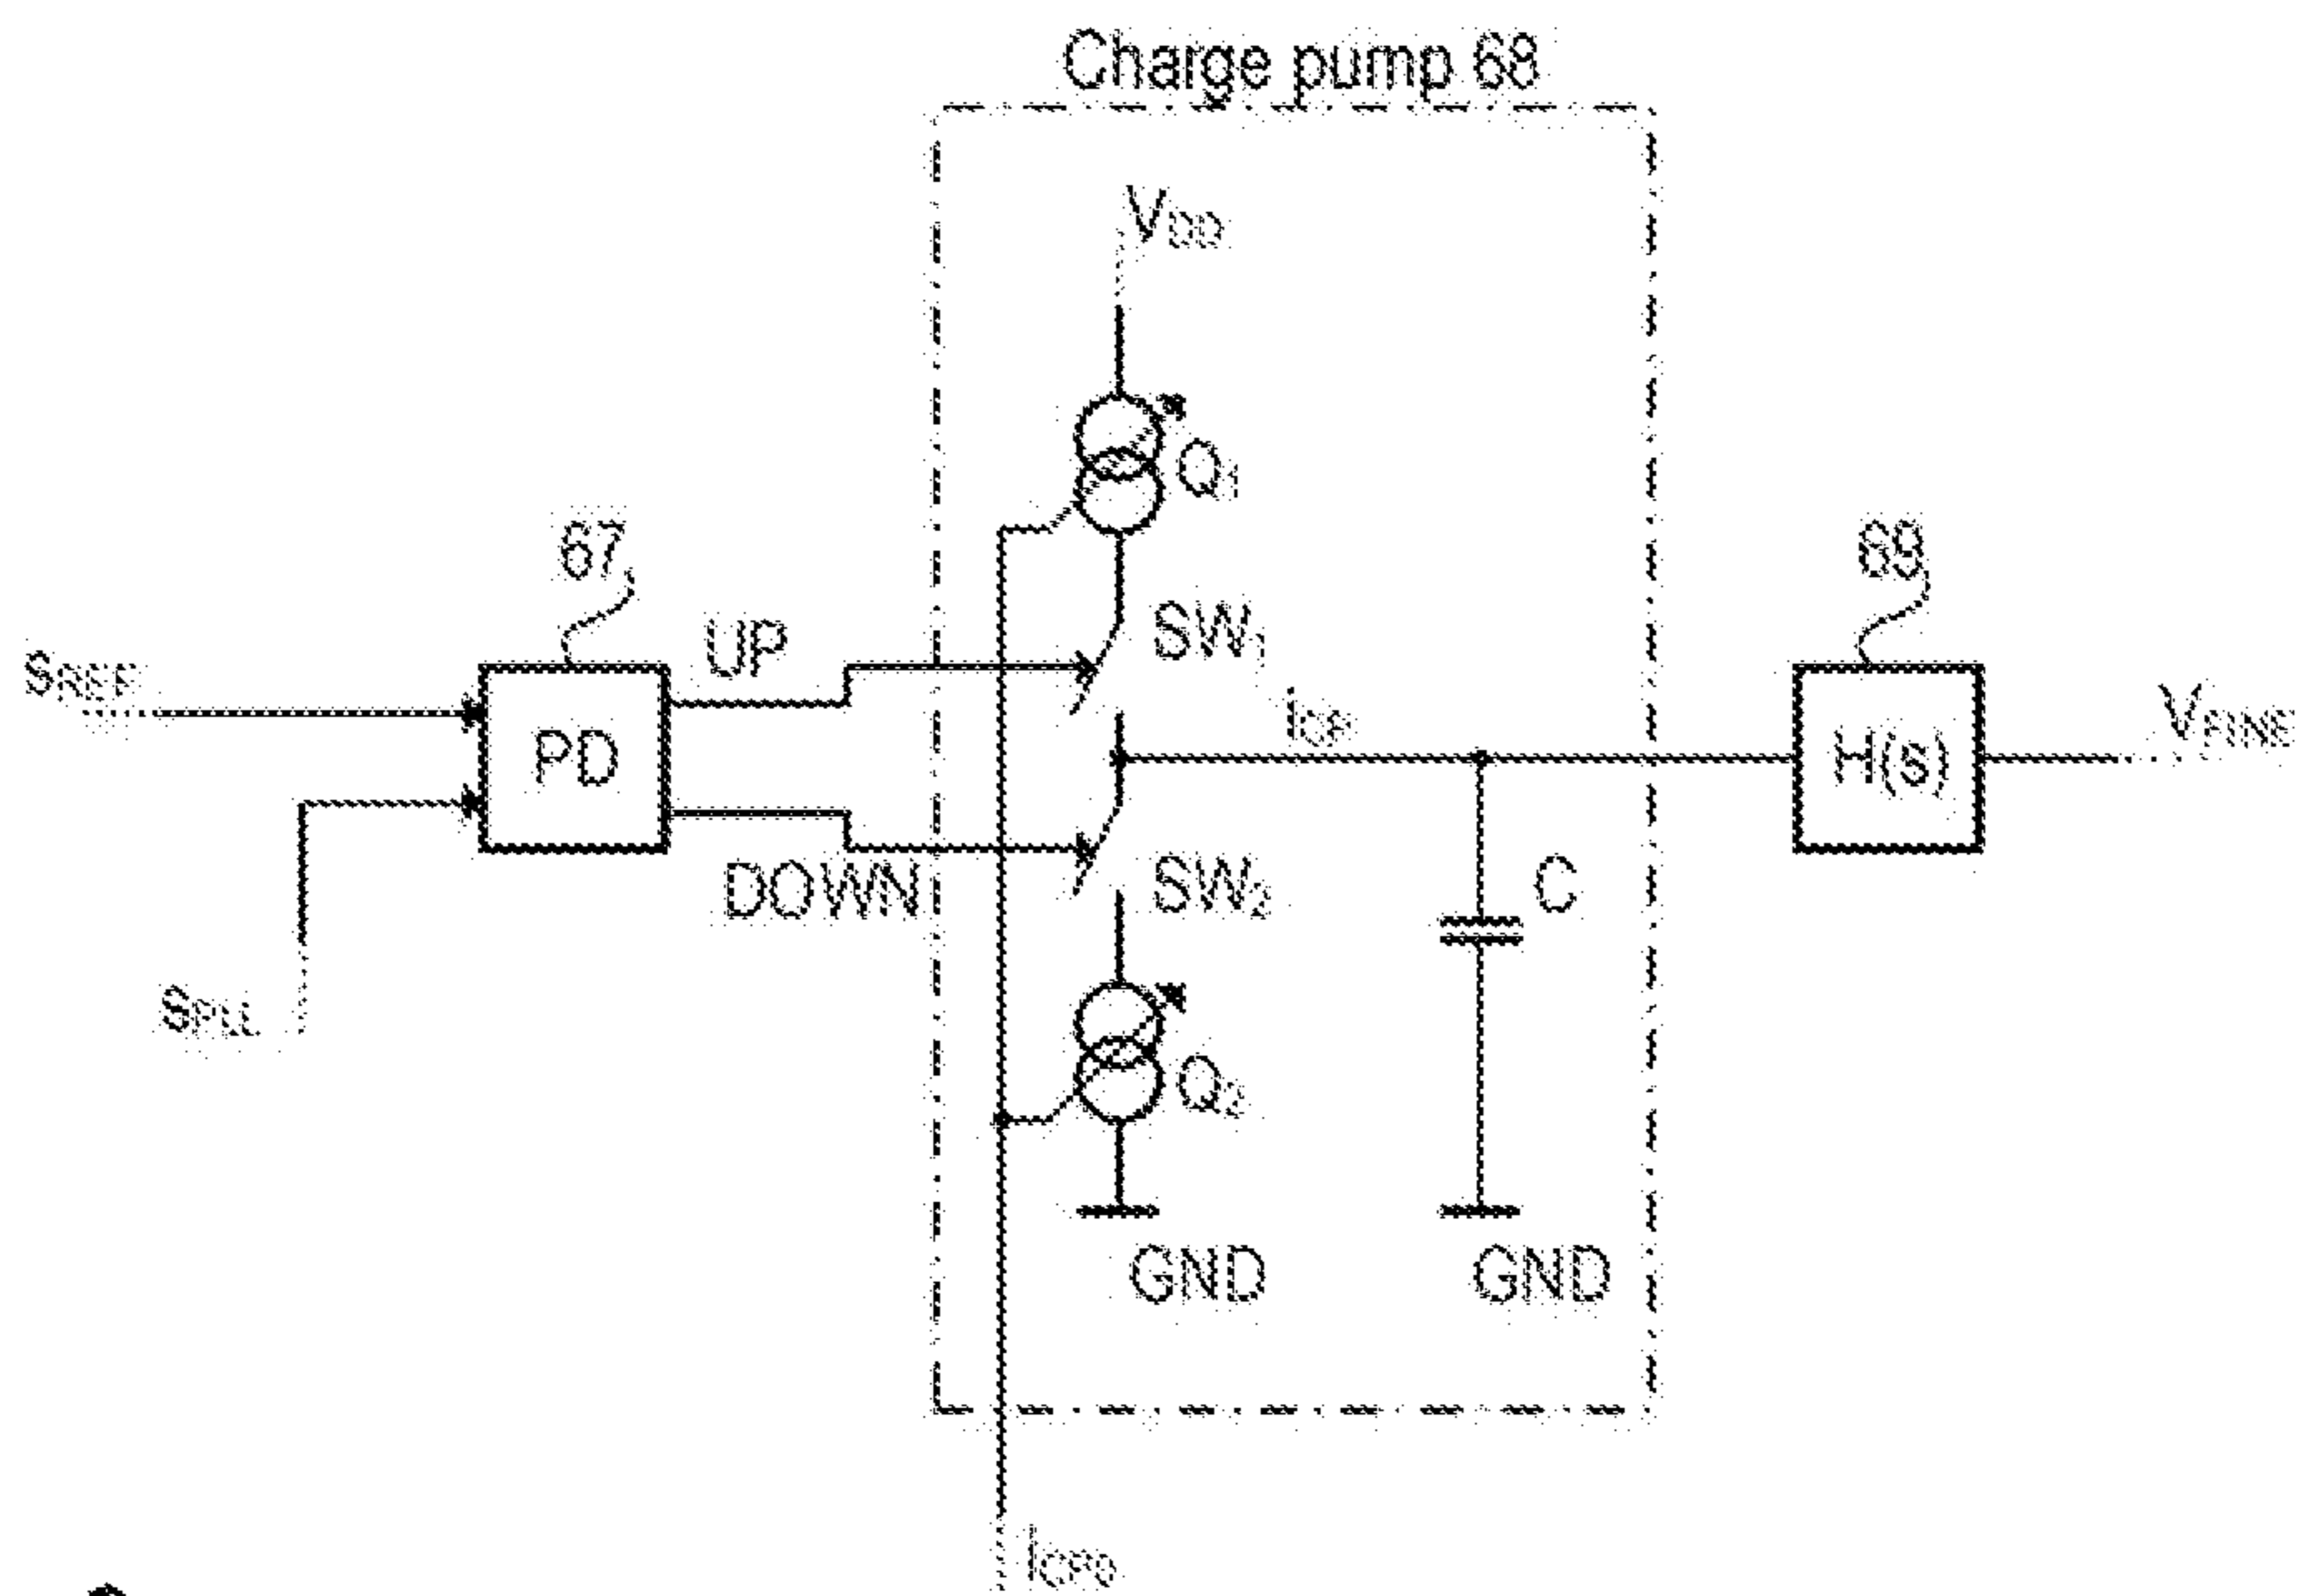 Charge pump 68
VDD
Q1
67
69
UP
SW1
SREF
ICP
VFINE
PD
H(s)
DOWN
SW2
C
SPLL
Q2
GND
GND
ICP0